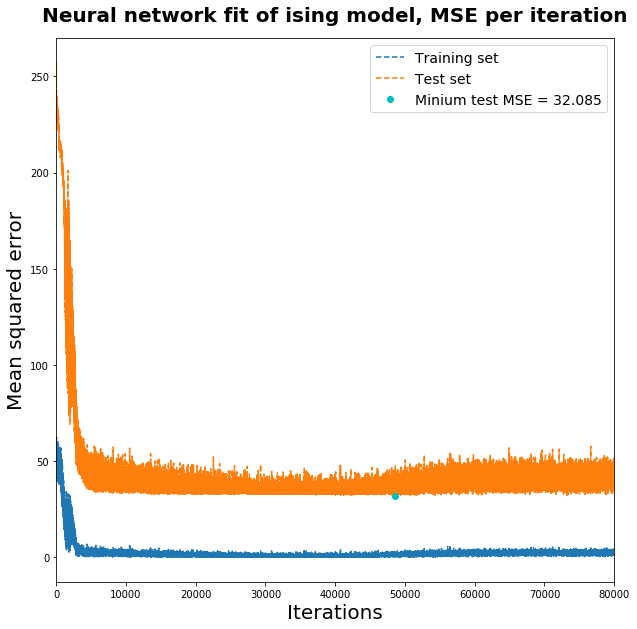 Neural network fit of ising model, MSE per iteration
Training set
Test set
Minium test MSE = 32.085
Mean squared error
250
200
150
100
50
0
0 10000 20000 30000 40000 50000 60000 70000 80000
Iterations